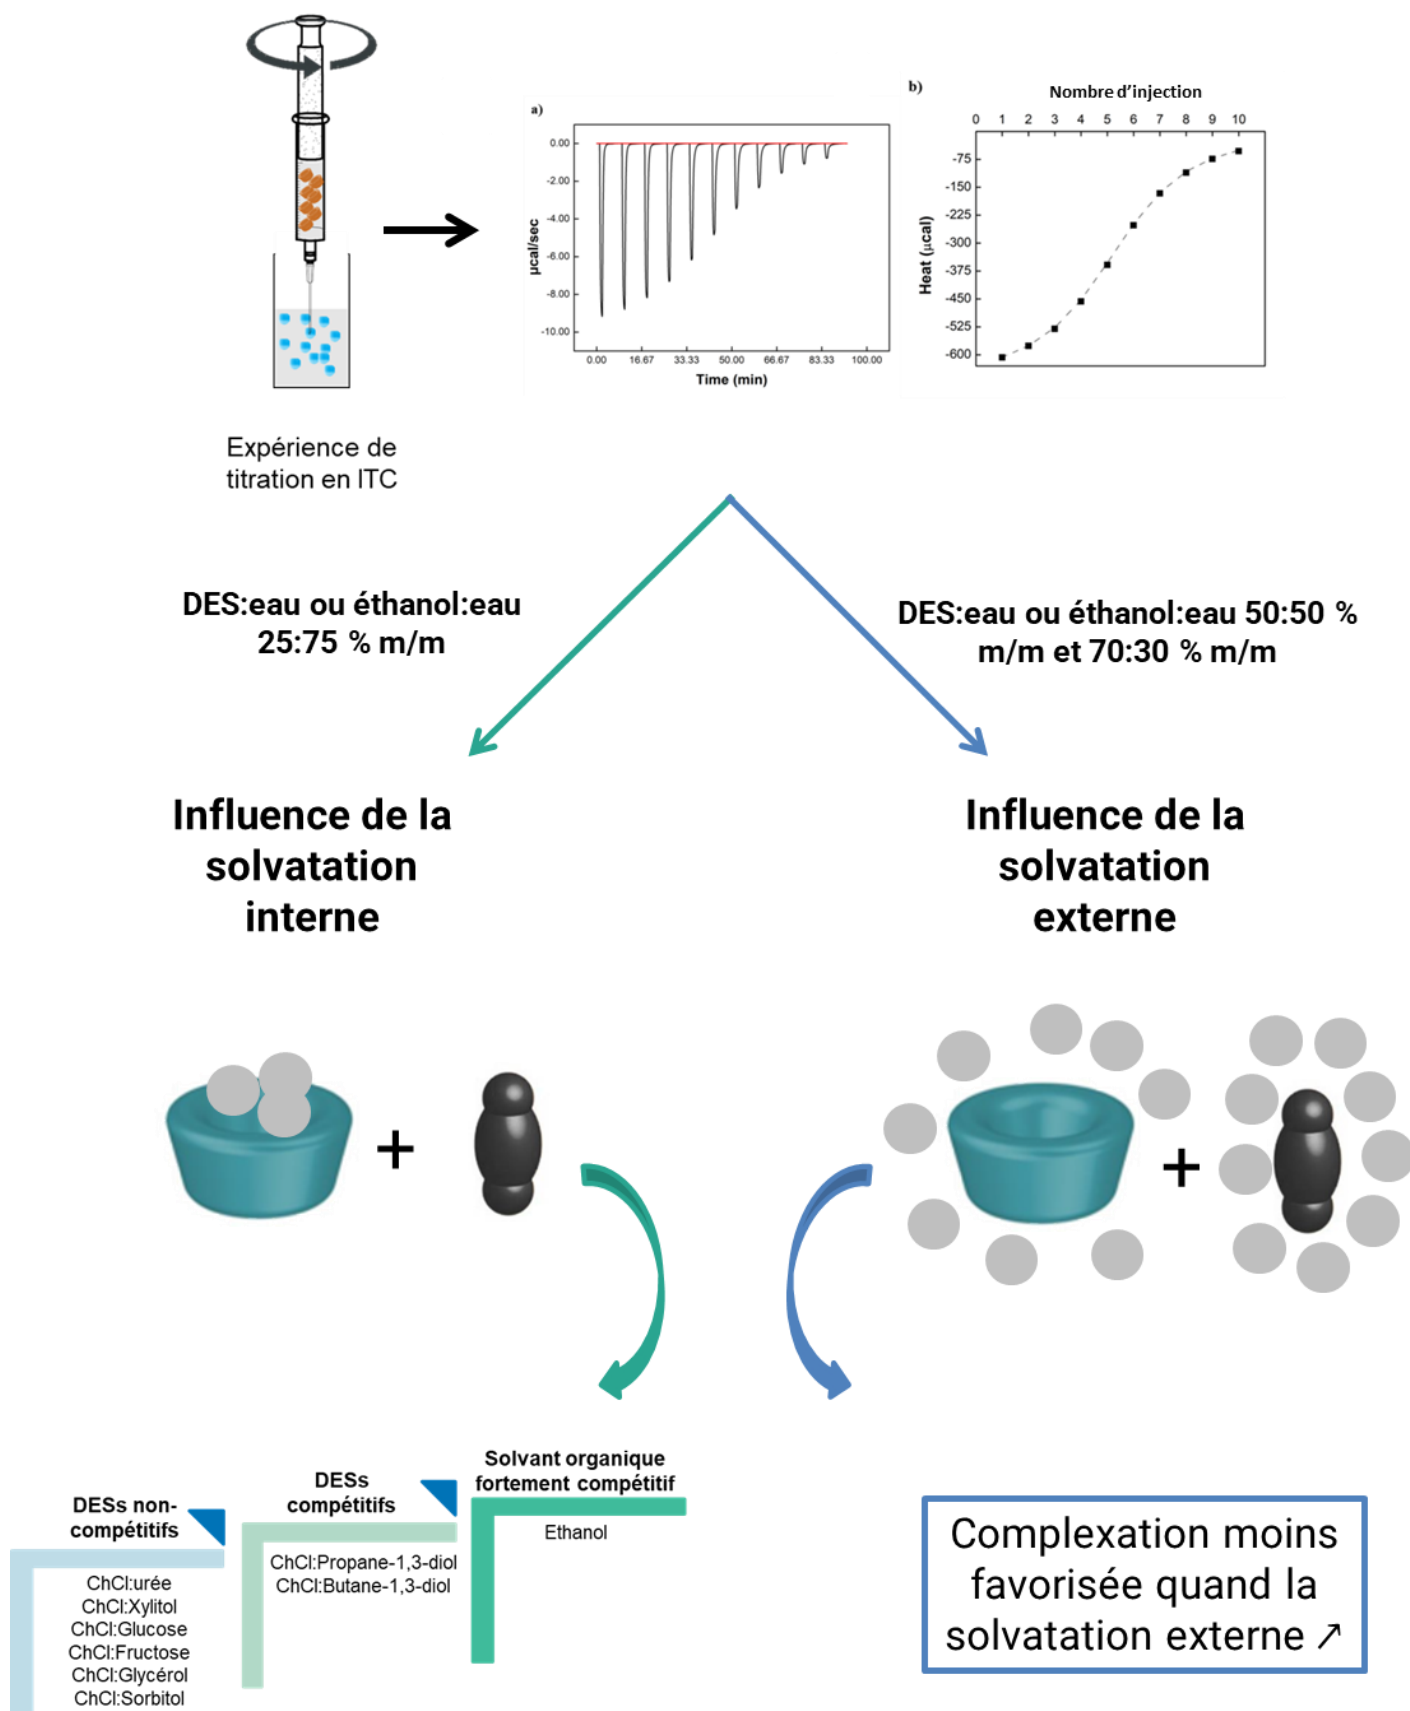 a)
0.00
-2.00
-4.00
-6.00
-8.00
-10.00
µcal/sec
0.00 16.67 33.33 50.00 66.67 83.33 100.00
Time (min)
b)
Nombre d'injection
0 1 2 3 4 5 6 7 8 9 10
-75
-150
-225
-300
-375
-450
-525
-600
Heat (µcal)
Expérience de
titration en ITC
DES:eau ou éthanol:eau
25:75 % m/m
DES:eau ou éthanol:eau 50:50 %
m/m et 70:30 % m/m
Influence de la
solvatation
interne
Influence de la
solvatation
externe
+
+
DESs non-
compétitifs
ChCl:urée
ChCl:Xylitol
ChCl:Glucose
ChCl:Fructose
ChCl:Glycérol
ChCl:Sorbitol
DESs
compétitifs
ChCl:Propane-1,3-diol
ChCl:Butane-1,3-diol
Solvant organique
fortement compétitif
Ethanol
Complexation moins
favorisée quand la
solvatation externe ↗